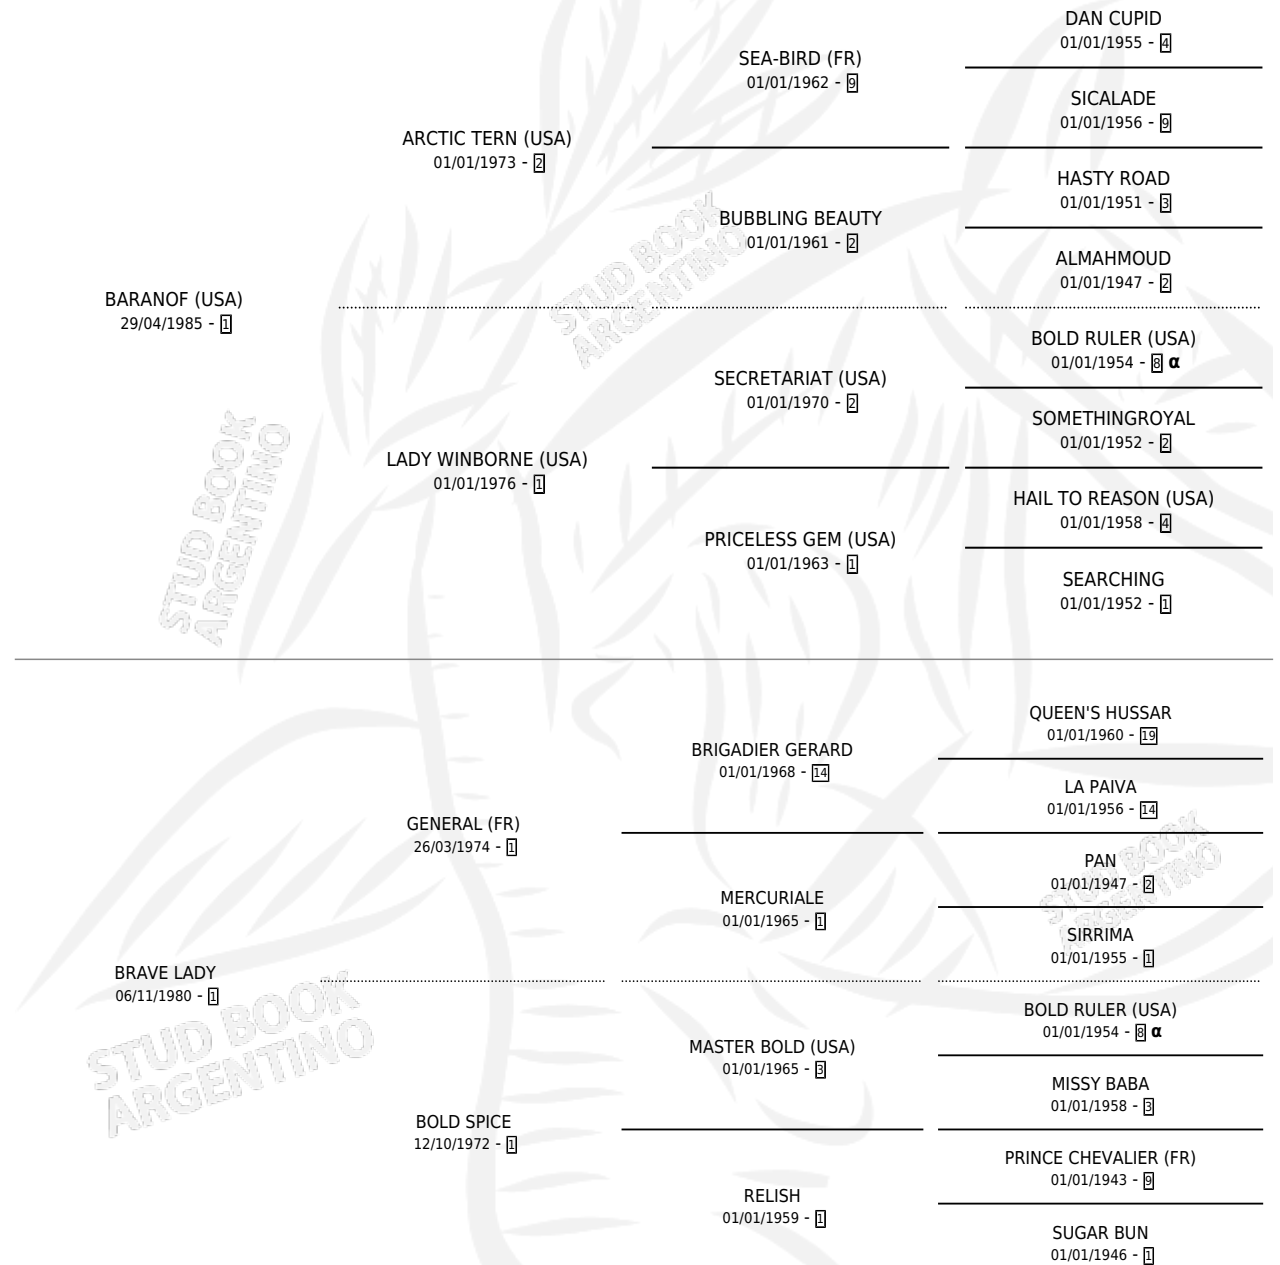 DAN CUPID
01/01/1955 - 4
SEA-BIRD (FR)
01/01/1962 - 9
SICALADE
01/01/1956 - 9
ARCTIC TERN (USA)
01/01/1973 - 2
HASTY ROAD
01/01/1951 - 3
BUBBLING BEAUTY
01/01/1961 - 2
ALMAHMOUD
01/01/1947 - 2
STUD BOOK
ARGENTINO
BARANOF (USA)
29/04/1985 - 1
BOLD RULER (USA)
01/01/1954 - 8 α
SECRETARIAT (USA)
01/01/1970 - 2
SOMETHINGROYAL
01/01/1952 - 2
LADY WINBORNE (USA)
01/01/1976 - 1
HAIL TO REASON (USA)
01/01/1958 - 4
PRICELESS GEM (USA)
01/01/1963 - 1
SEARCHING
01/01/1952 - 1
STUD BOOK
ARGENTINO
QUEEN'S HUSSAR
01/01/1960 - 19
BRIGADIER GERARD
01/01/1968 - 14
LA PAIVA
01/01/1956 - 14
GENERAL (FR)
26/03/1974 - 1
PAN
01/01/1947 - 2
MERCURIALE
01/01/1965 - 1
SIRRIMA
01/01/1955 - 1
STUD BOOK
ARGENTINO
BRAVE LADY
06/11/1980 - 1
BOLD RULER (USA)
01/01/1954 - 8 α
MASTER BOLD (USA)
01/01/1965 - 3
MISSY BABA
01/01/1958 - 3
BOLD SPICE
12/10/1972 - 1
PRINCE CHEVALIER (FR)
01/01/1943 - 9
RELISH
01/01/1959 - 1
SUGAR BUN
01/01/1946 - 1
STUD BOOK
ARGENTINO